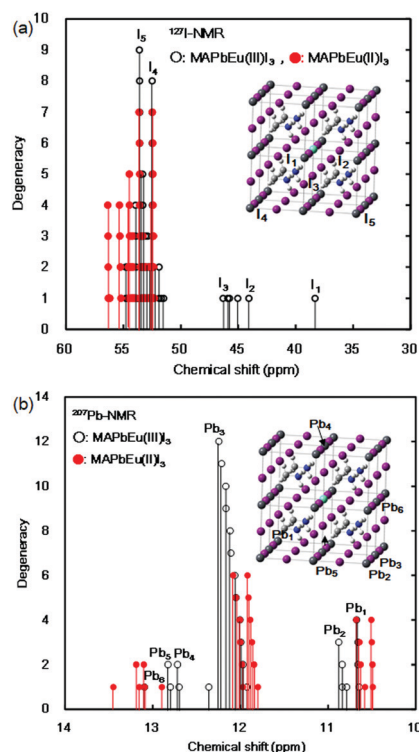 (a)
¹²⁷I-NMR
○: MAPbEu(III)I₃ , ●: MAPbEu(II)I₃
I₅
I₄
I₃
I₂
I₁
I₁
I₂
I₃
I₄
I₅
Degeneracy
10
9
8
7
6
5
4
3
2
1
0
60 55 50 45 40 35 30
Chemical shift (ppm)
(b)
²⁰⁷Pb-NMR
○: MAPbEu(III)I₃
●: MAPbEu(II)I₃
Pb₃
Pb₅
Pb₄
Pb₆
Pb₂
Pb₁
Pb₄
Pb₆
Pb₁
Pb₃
Pb₅
Pb₂
Degeneracy
14
12
10
8
6
4
2
0
14 13 12 11 10 9
Chemical shift (ppm)